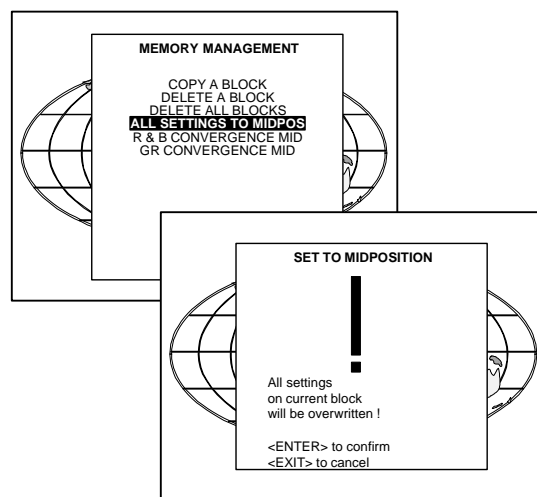 MEMORY MANAGEMENT
COPY A BLOCK
DELETE A BLOCK
DELETE ALL BLOCKS
ALL SETTINGS TO MIDPOS
R & B CONVERGENCE MID
GR CONVERGENCE MID
SET TO MIDPOSITION
!
All settings
on current block
will be overwritten !
<ENTER> to confirm
<EXIT> to cancel